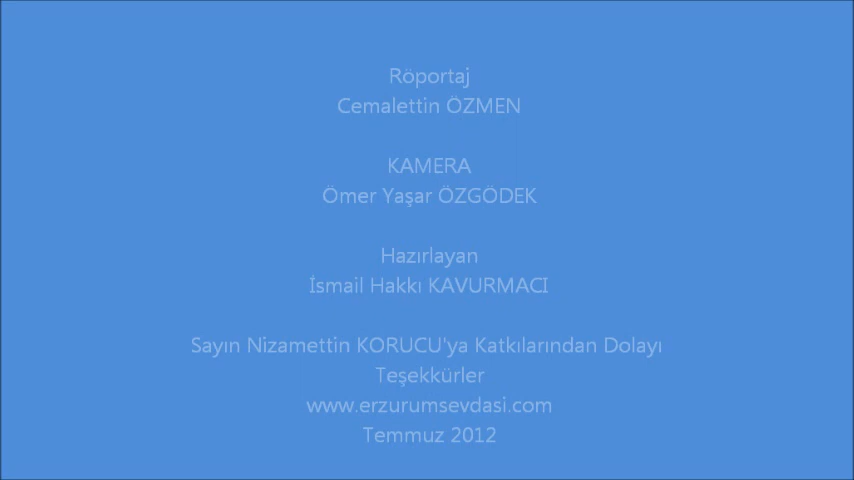 Röportaj
Cemalettin ÖZMEN
KAMERA
Ömer Yaşar ÖZGÖDEK
Hazırlayan
İsmail Hakkı KAVURMACI
Sayın Nizamettin KORUCU'ya Katkılarından Dolayı
Teşekkürler
www.erzurumsevdasi.com
Temmuz 2012